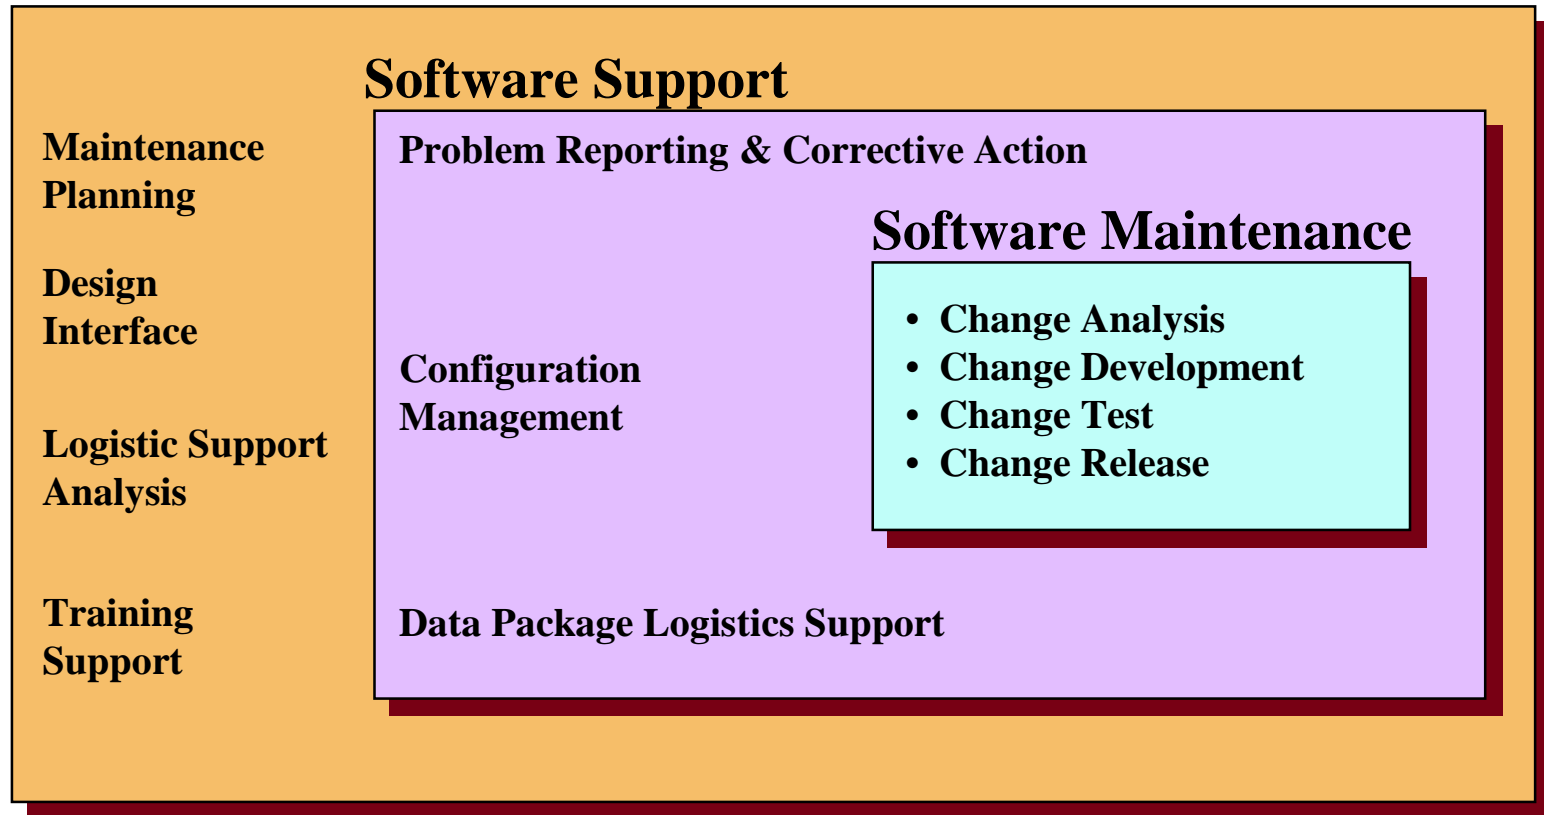 Software Support
Maintenance
Planning
Design
Interface
Logistic Support
Analysis
Training
Support
Problem Reporting & Corrective Action
Configuration
Management
Data Package Logistics Support
Software Maintenance
• Change Analysis
• Change Development
• Change Test
• Change Release